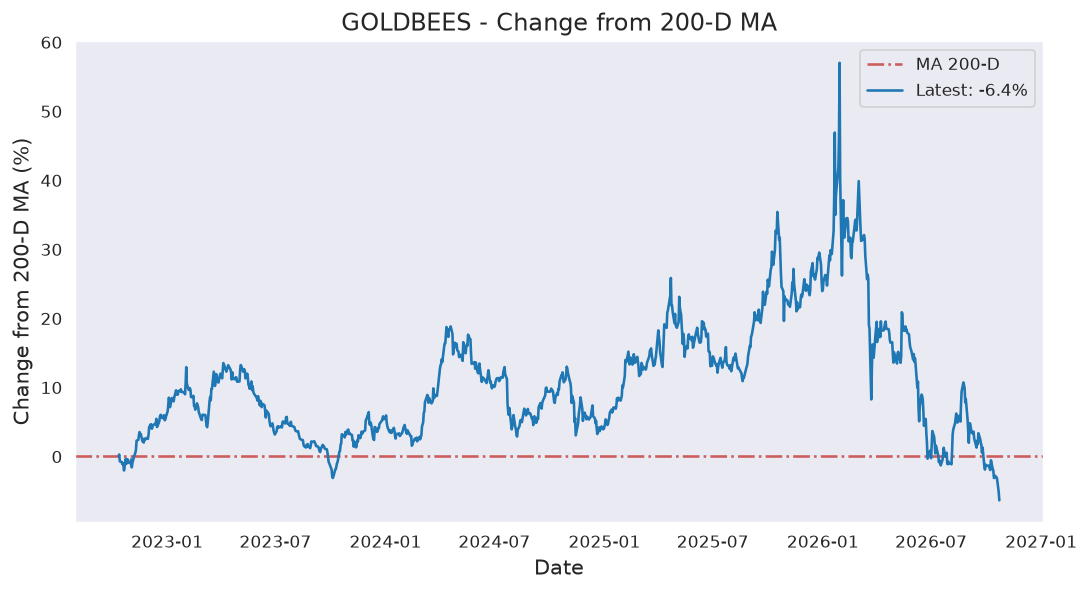 GOLDBEES - Change from 200-D MA
MA 200-D
Latest: -6.4%
Change from 200-D MA (%)
60
50
40
30
20
10
0
2023-01 2023-07 2024-01 2024-07 2025-01 2025-07 2026-01 2026-07 2027-01
Date